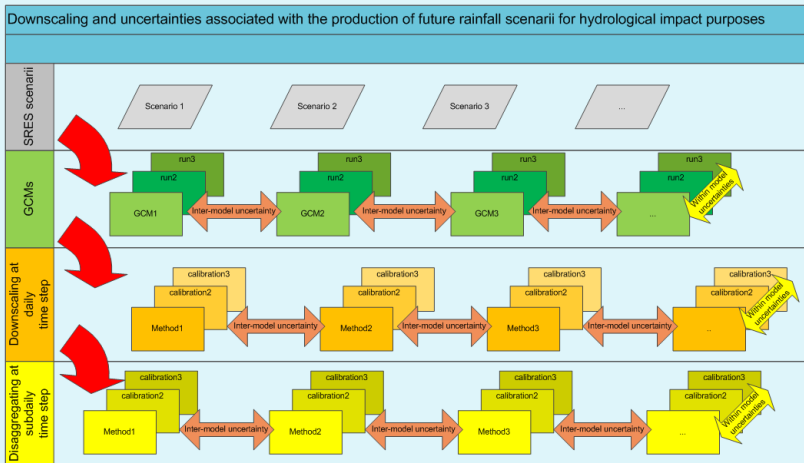 Downscaling and uncertainties associated with the production of future rainfall scenarii for hydrological impact purposes
SRES scenarii
Scenario 1
Scenario 2
Scenario 3
...
GCMs
run3
run2
GCM1
Inter-model uncertainty
run3
run2
GCM2
Inter-model uncertainty
run3
run2
GCM3
Inter-model uncertainty
run3
run2
...
Within model
uncertainties
Downscaling at
daily
time step
calibration3
calibration2
Method1
Inter-model uncertainty
calibration3
calibration2
Method2
Inter-model uncertainty
calibration3
calibration2
Method3
Inter-model uncertainty
calibration3
calibration2
..
Within model
uncertainties
Disaggregating at
subdaily
time step
calibration3
calibration2
Method1
Inter-model uncertainty
calibration3
calibration2
Method2
Inter-model uncertainty
calibration3
calibration2
Method3
Inter-model uncertainty
calibration3
calibration2
...
Within model
uncertainties